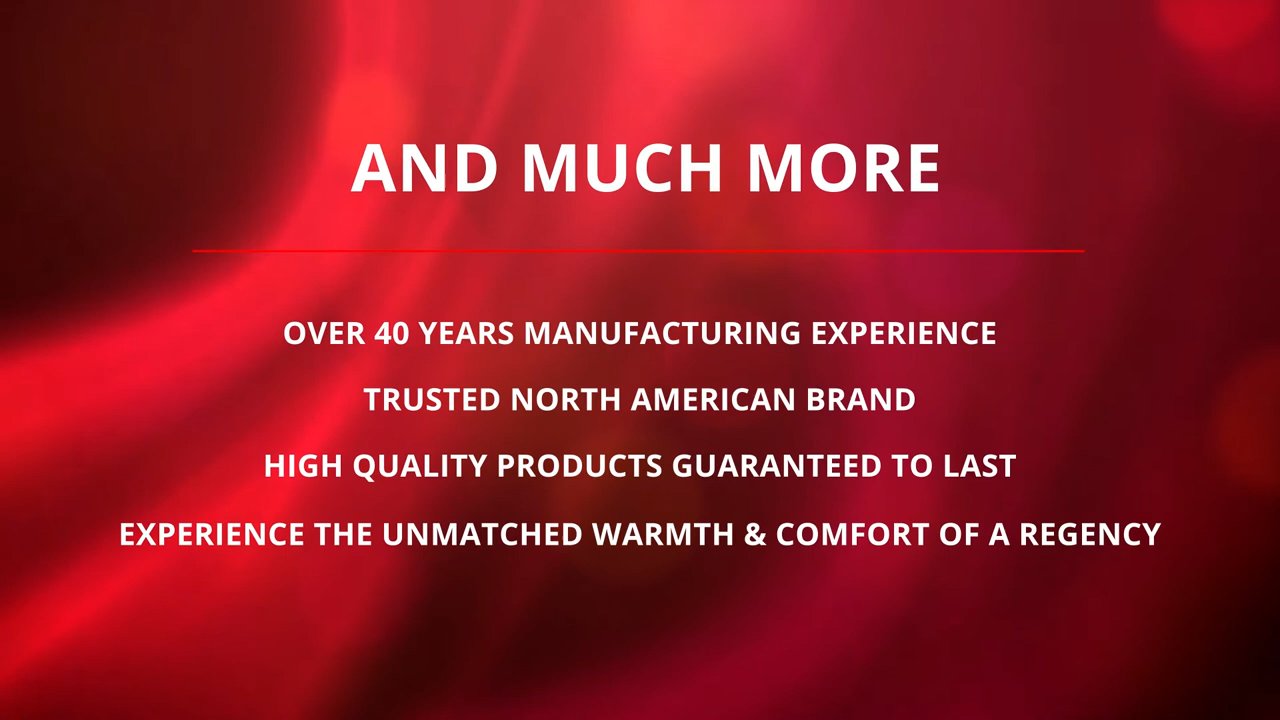 AND MUCH MORE
OVER 40 YEARS MANUFACTURING EXPERIENCE
TRUSTED NORTH AMERICAN BRAND
HIGH QUALITY PRODUCTS GUARANTEED TO LAST
EXPERIENCE THE UNMATCHED WARMTH & COMFORT OF A REGENCY